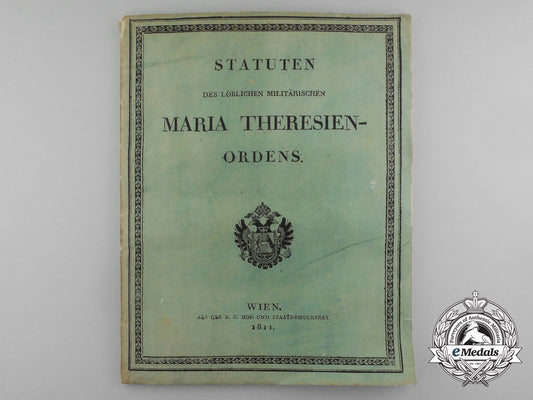 STATUTEN
DES LÖBLICHEN MILITÄRISCHEN
MARIA THERESIEN-
ORDENS.
WIEN.
AUS DER K. K. HOF- UND STAATS-DRUCKEREY.
1811.
eMedals